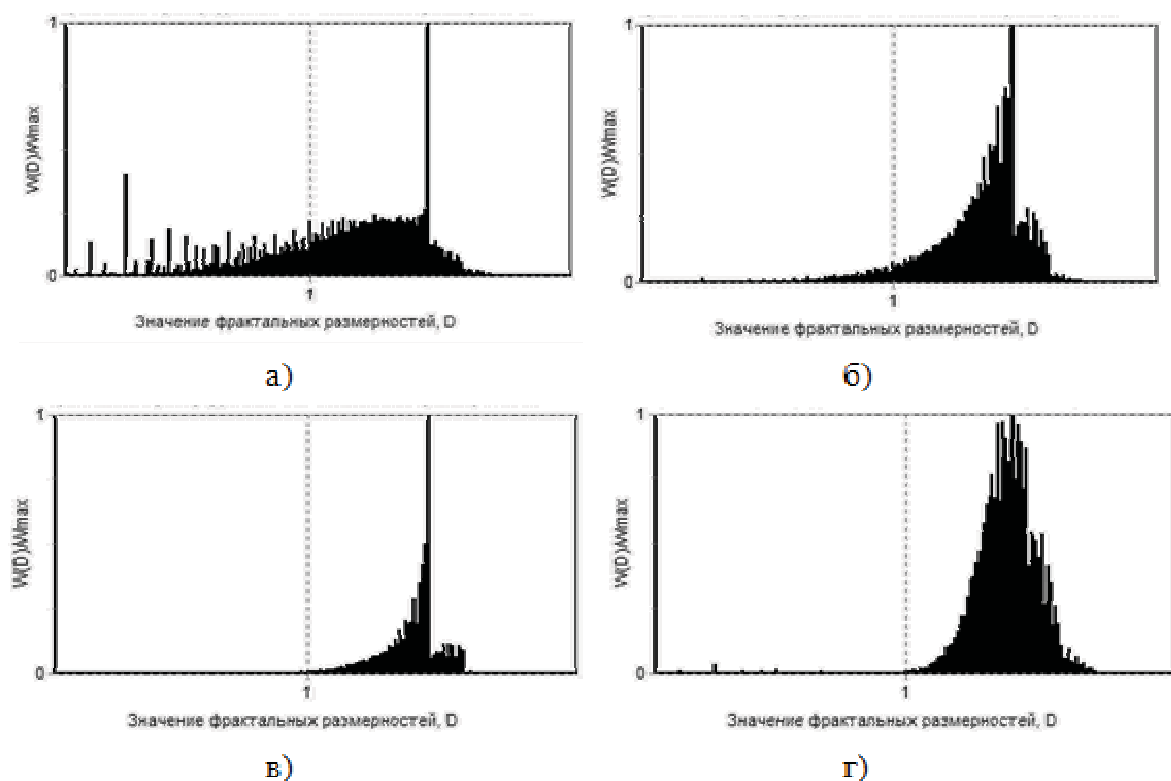 1
W(D)/Wmax
0
1
Значение фрактальных размерностей, D
а)
1
W(D)/Wmax
0
1
Значение фрактальных размерностей, D
б)
1
W(D)/Wmax
0
1
Значение фрактальных размерностей, D
в)
1
W(D)/Wmax
0
1
Значение фрактальных размерностей, D
г)